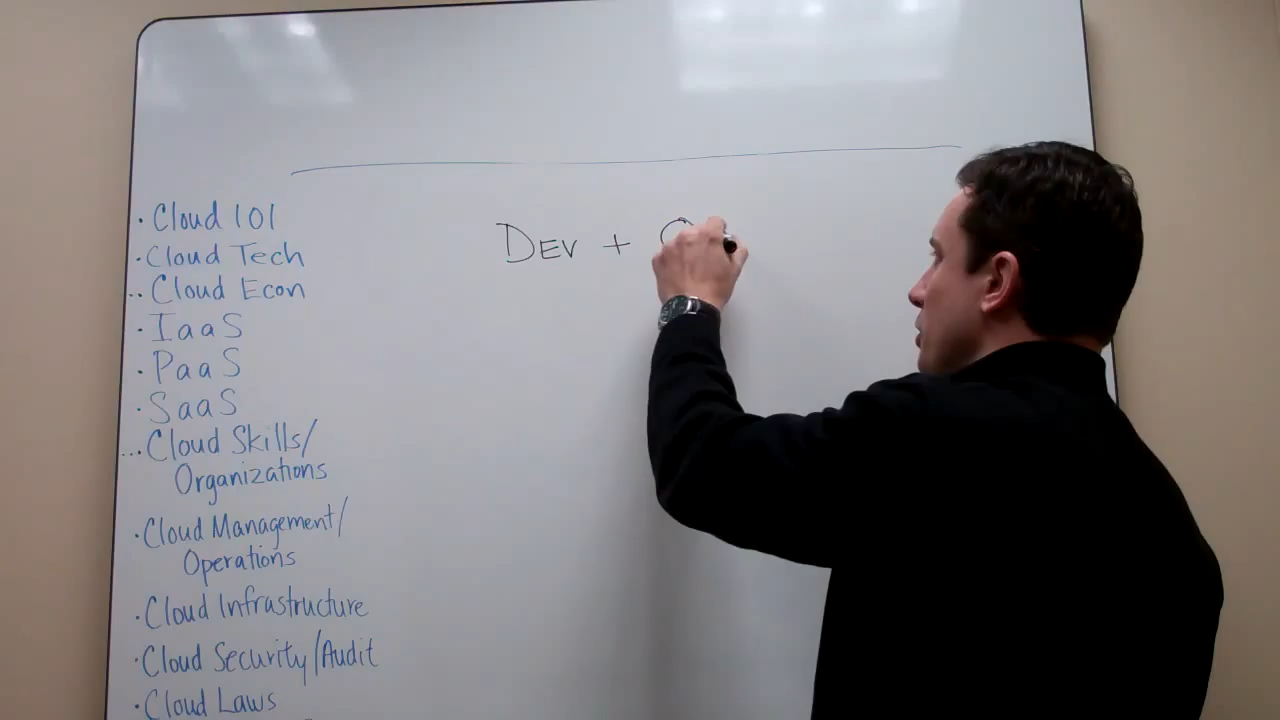 · Cloud 101
· Cloud Tech
.. Cloud Econ
· IaaS
· PaaS
· SaaS
... Cloud Skills/
Organizations
· Cloud Management/
Operations
· Cloud Infrastructure
· Cloud Security/Audit
· Cloud Laws
Dev +